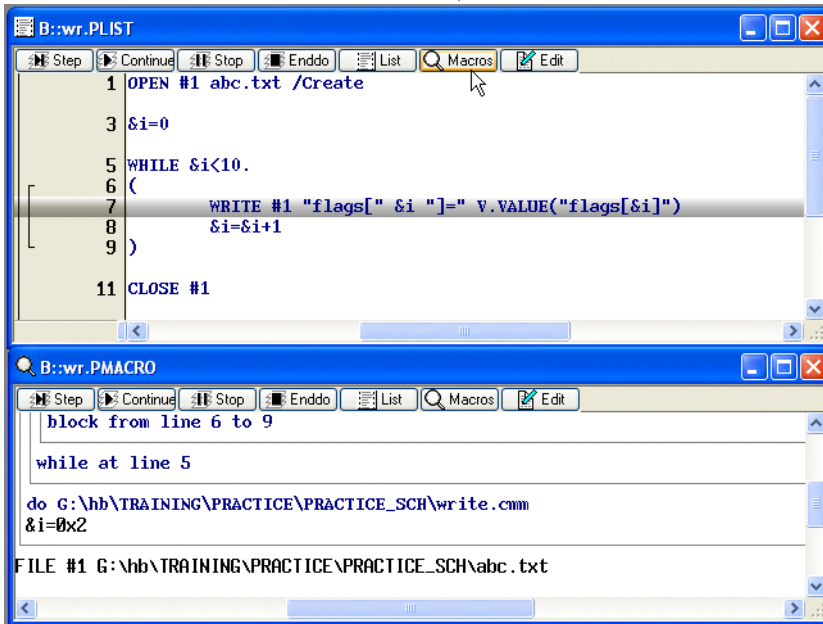 B::wr.PLIST
Step Continue Stop Enddo List Macros Edit
1 OPEN #1 abc.txt /Create
3 &i=0
5 WHILE &i<10.
6 (
7 WRITE #1 "flags[" &i "]=" V.VALUE("flags[&i]")
8 &i=&i+1
9 )
11 CLOSE #1
B::wr.PMACRO
Step Continue Stop Enddo List Macros Edit
block from line 6 to 9
while at line 5
do G:\hb\TRAINING\PRACTICE\PRACTICE_SCH\write.cmm
&i=0x2
FILE #1 G:\hb\TRAINING\PRACTICE\PRACTICE_SCH\abc.txt